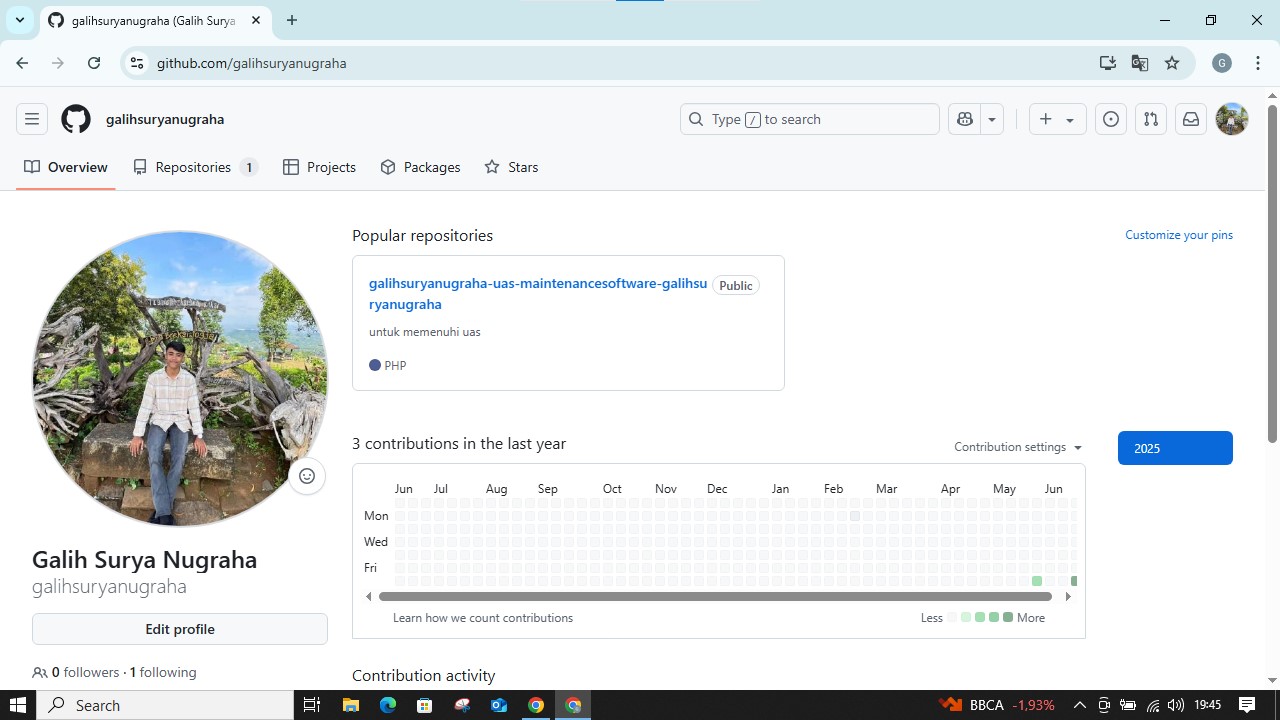 galihsuryanugraha (Galih Surya
github.com/galihsuryanugraha
G
galihsuryanugraha
Type / to search
Overview
Repositories 1
Projects
Packages
Stars
Popular repositories
Customize your pins
galihsuryanugraha-uas-maintenancesoftware-galihsu
ryanugraha
Public
untuk memenuhi uas
PHP
3 contributions in the last year
Contribution settings
2025
Jun Jul Aug Sep Oct Nov Dec Jan Feb Mar Apr May Jun
Mon
Wed
Fri
Learn how we count contributions
Less More
Galih Surya Nugraha
galihsuryanugraha
Edit profile
0 followers · 1 following
Contribution activity
Search
BBCA -1,93%
19:45